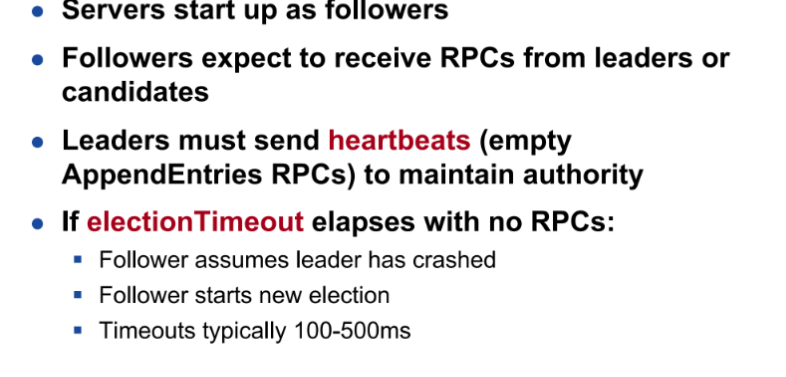 Servers start up as followers
Followers expect to receive RPCs from leaders or
candidates
Leaders must send heartbeats (empty
AppendEntries RPCs) to maintain authority
If electionTimeout elapses with no RPCs:
Follower assumes leader has crashed
Follower starts new election
Timeouts typically 100-500ms